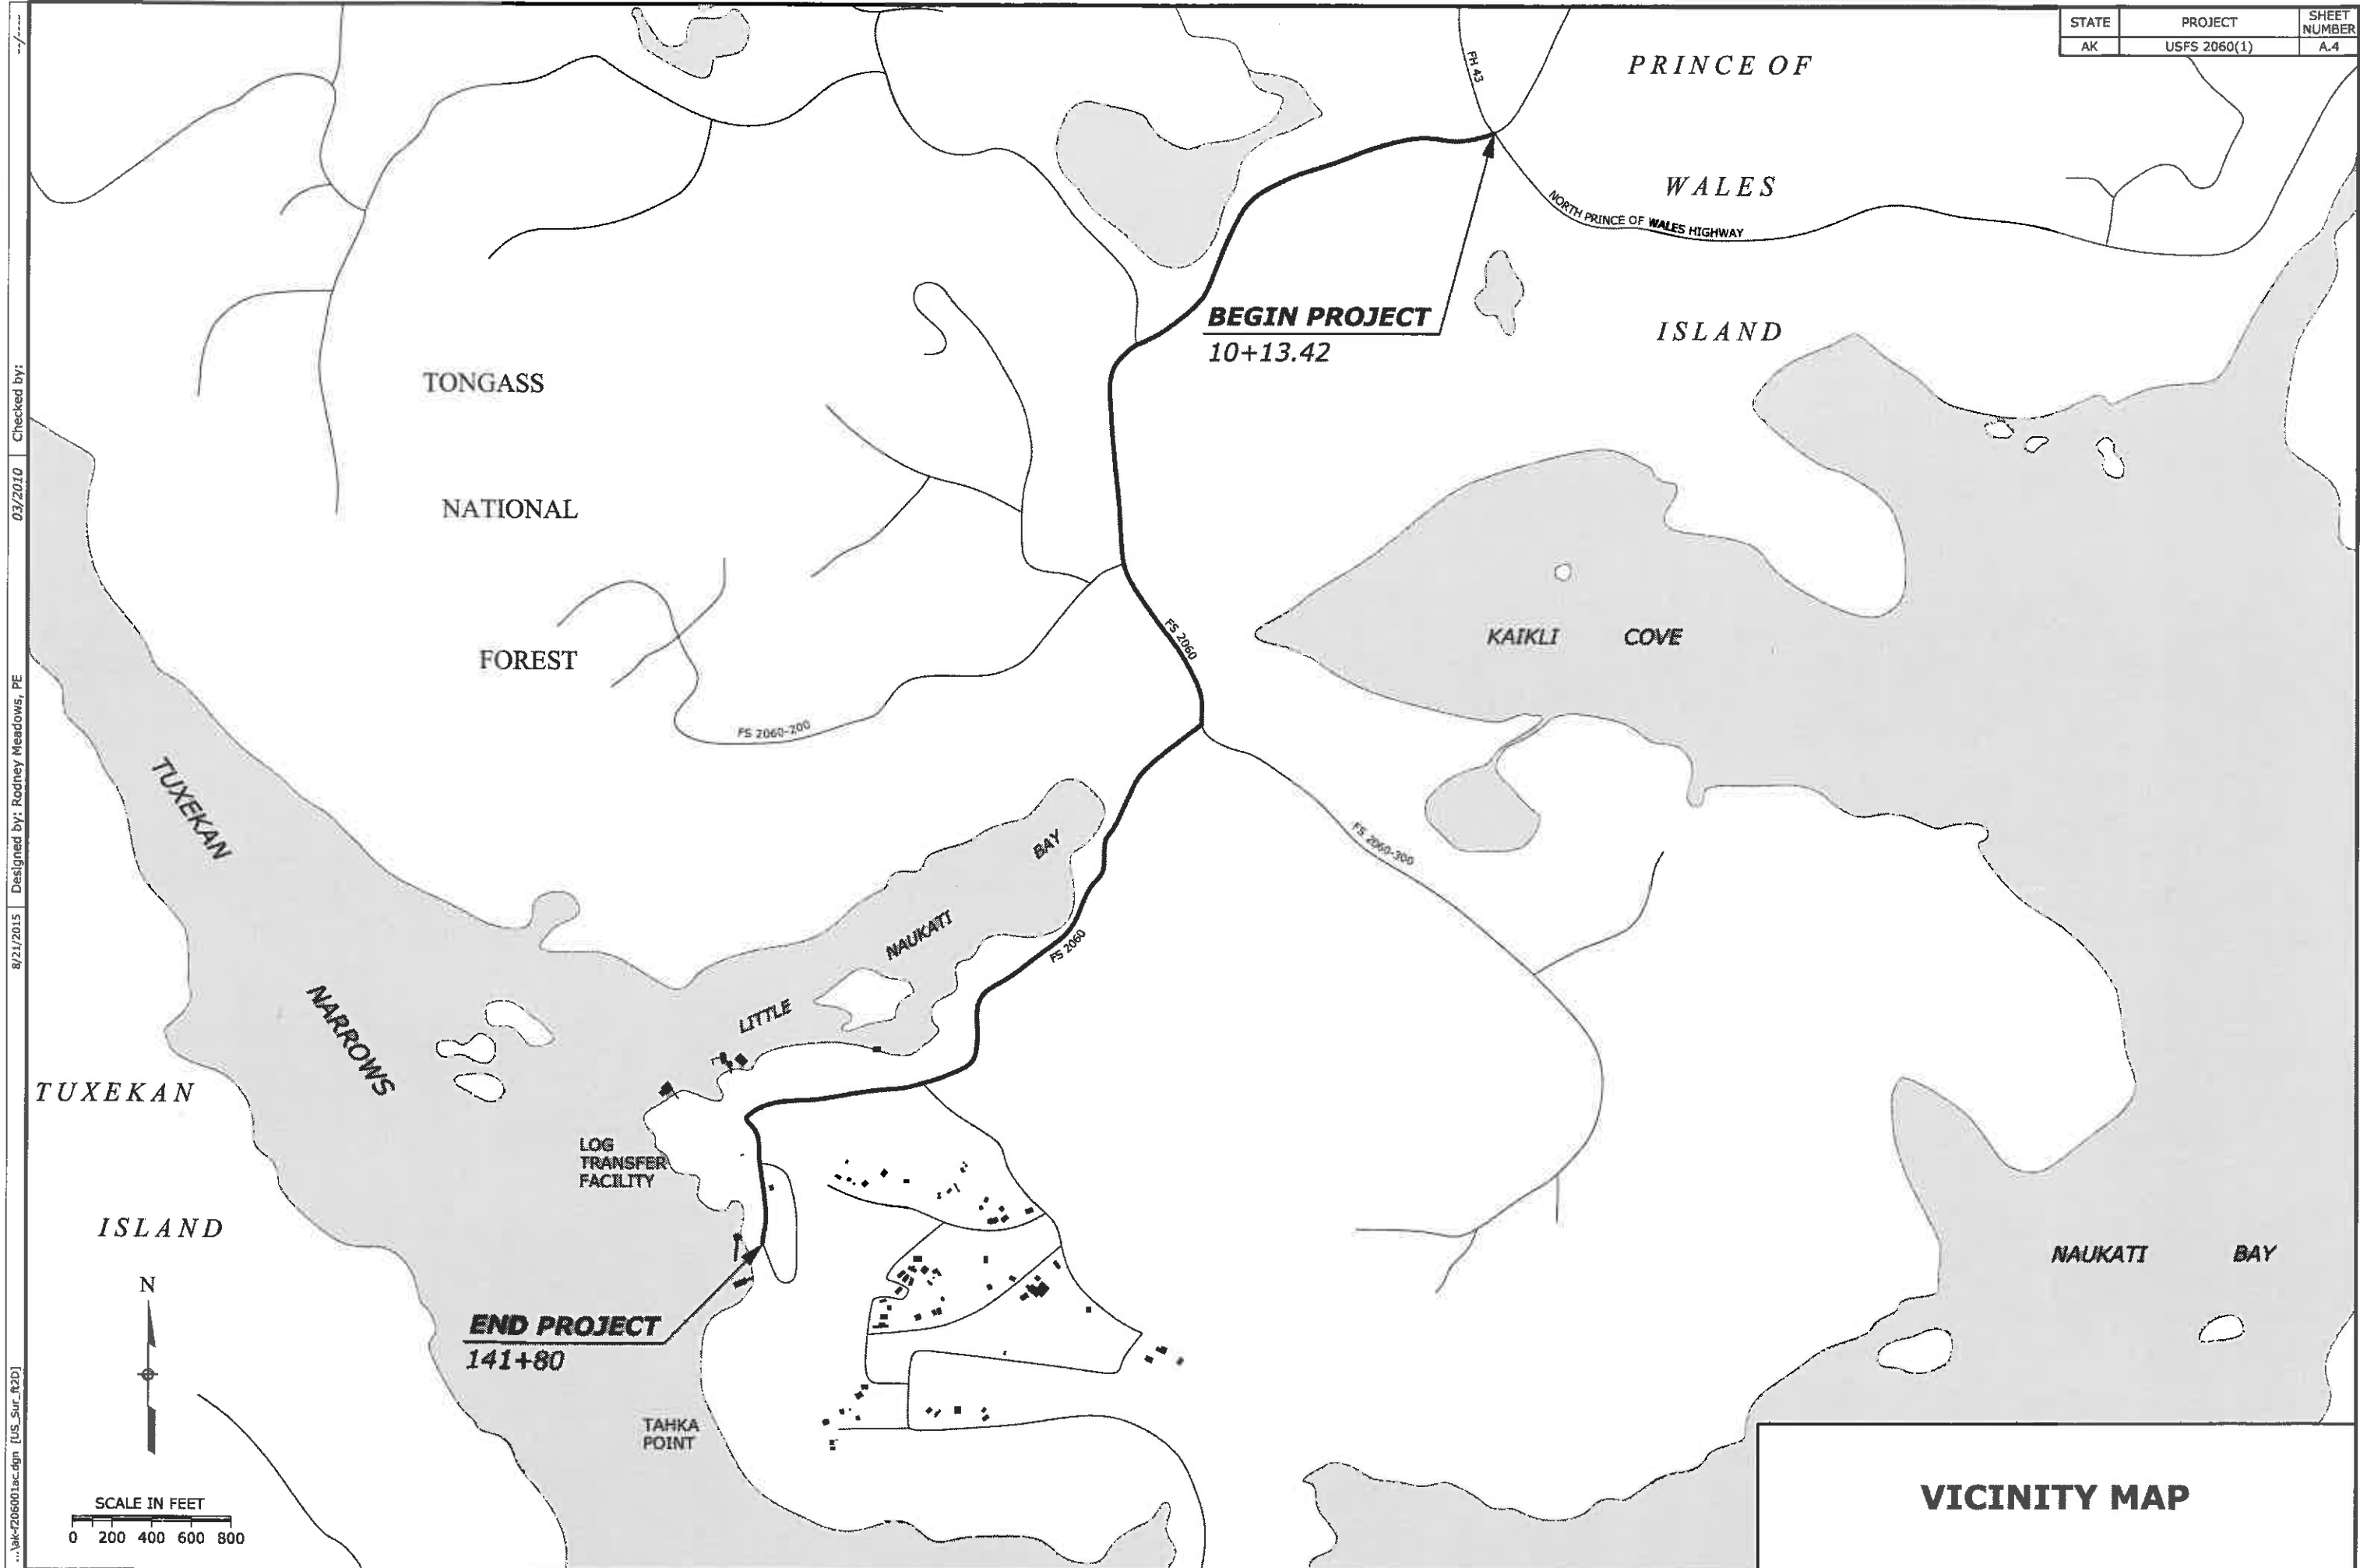 STATE PROJECT SHEET NUMBER
AK USFS 2060(1) A.4
PRINCE OF
WALES
ISLAND
FH 43
NORTH PRINCE OF WALES HIGHWAY
BEGIN PROJECT
10+13.42
TONGASS
NATIONAL
FOREST
FS 2060
FS 2060-200
KAIKLI COVE
TUXEKAN
NARROWS
LITTLE
NAUKATI
BAY
FS 2060
FS 2060-300
TUXEKAN
ISLAND
LOG
TRANSFER
FACILITY
NAUKATI BAY
END PROJECT
141+80
TAHKA
POINT
N
SCALE IN FEET
0 200 400 600 800
VICINITY MAP
--/----
Checked by:
03/2010
Designed by: Rodney Meadows, PE
8/21/2015
...\ak-f206001ac.dgn [US_Sur_ft2D]